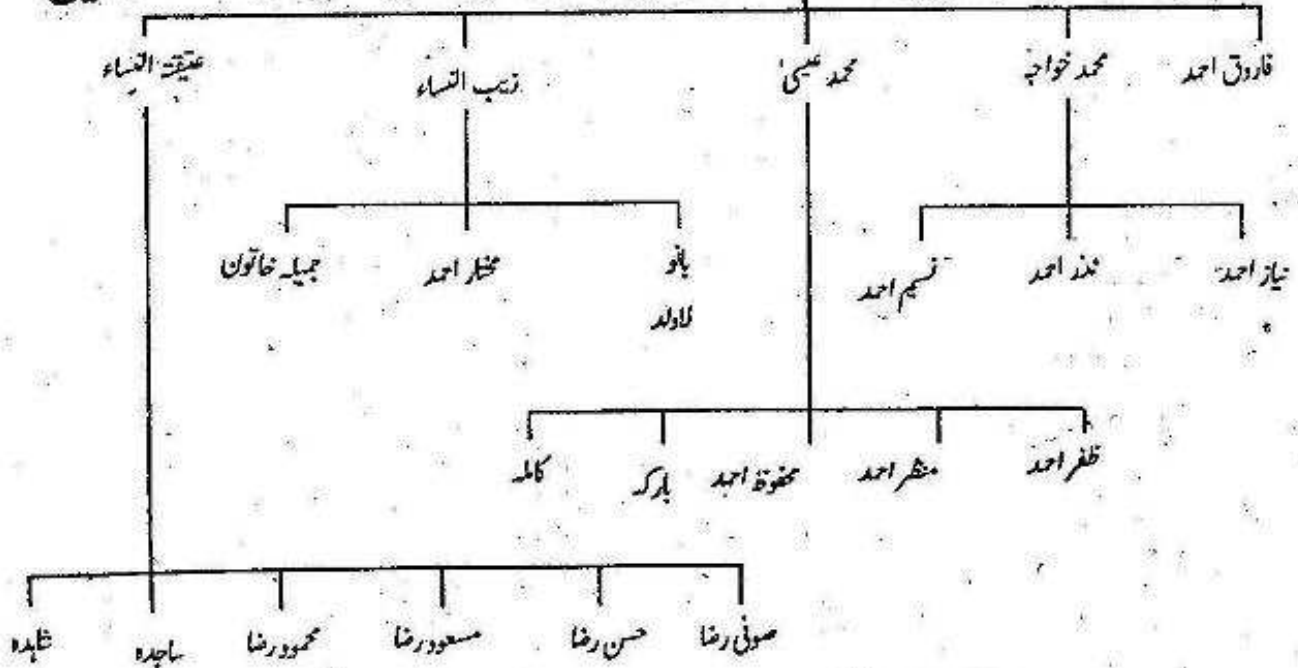 فاروق احمد محمد خواجہ محمد عیسیٰ زیب النساء عتیقۃ النساء
نیاز احمد نذر احمد نسیم احمد بانو مختار احمد جمیلہ خاتون
لاولد
ظفر احمد منظر احمد محفوظ احمد بارکہ کاملہ
صوفی رضا حسن رضا مسعود رضا محمود رضا ساجدہ شاہدہ